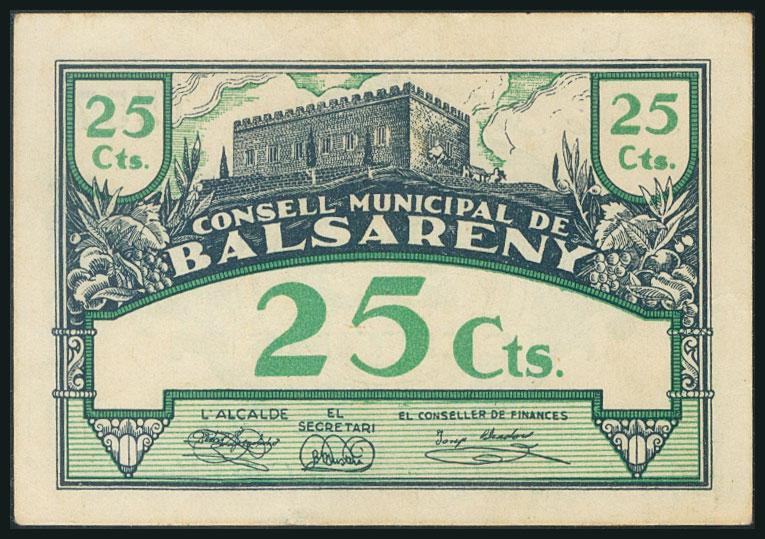 25 Cts.
25 Cts.
CONSELL MUNICIPAL DE
BALSARENY
25 Cts.
L'ALCALDE
EL SECRETARI
EL CONSELLER DE FINANCES